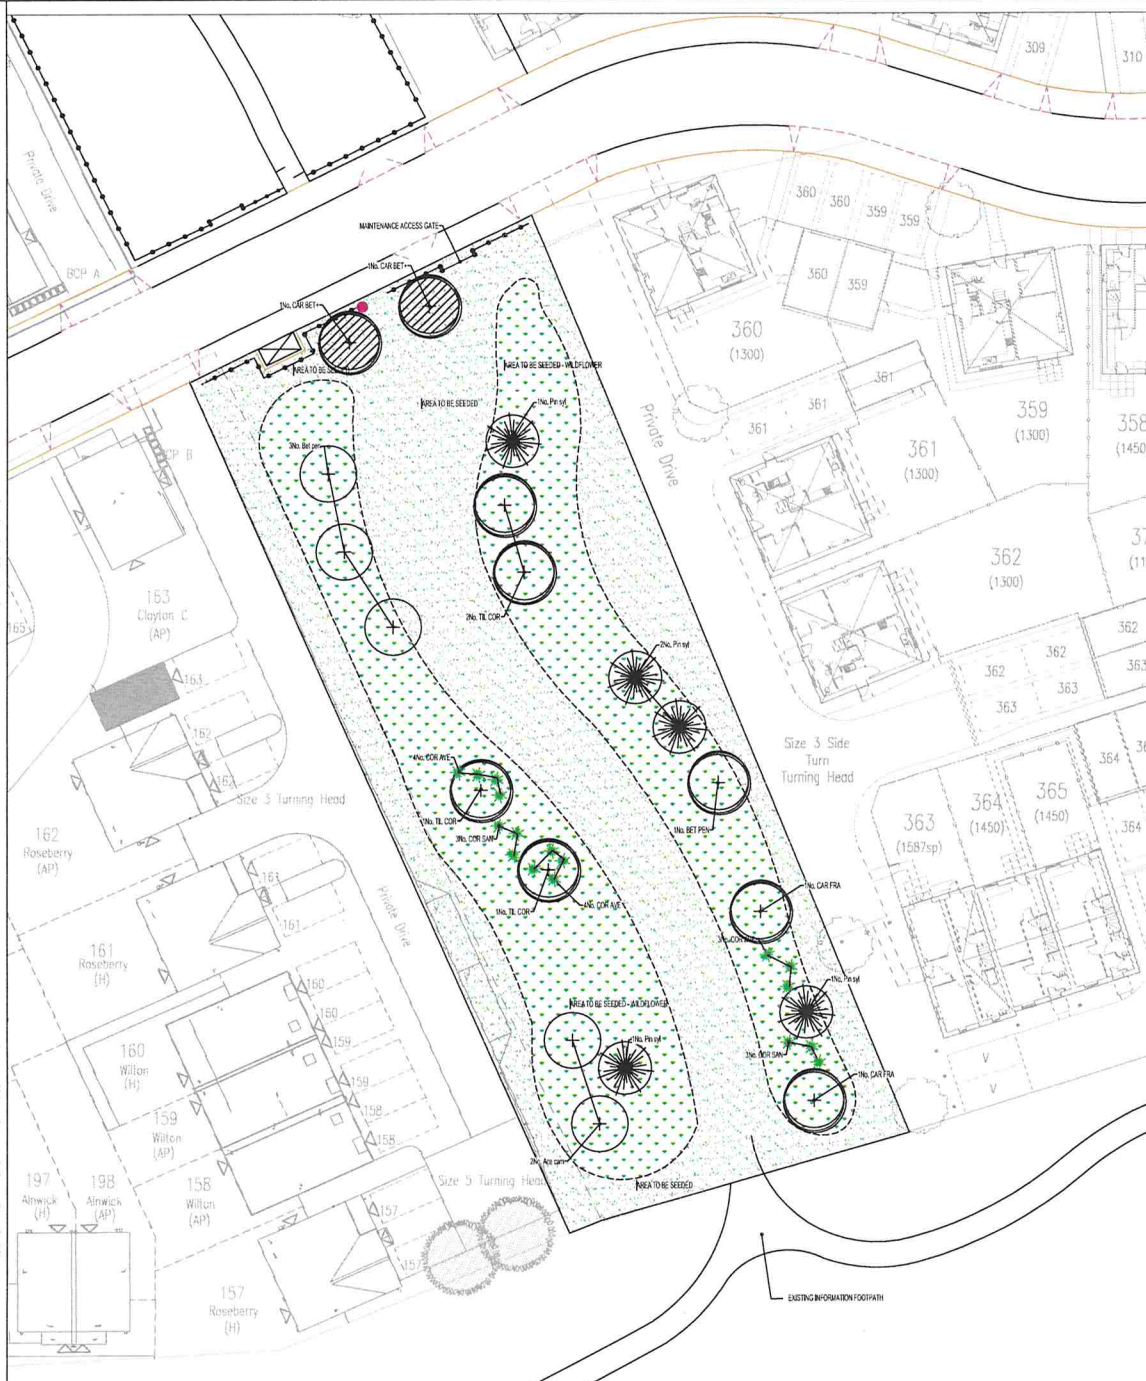 309
310
Private Drive
BCP A
MAINTENANCE ACCESS GATE
1No. CAR BET
1No. CAR BET
360
360
359
359
360
359
360
(1300)
AREA TO BE SEEDED - WILDFLOWER
AREA TO BE SEEDED
1No. Pin syl
361
361
361
Private Drive
359
(1300)
358
361
(1300)
3No. Bet pen
362
(1300)
163
Clayton C
(AP)
165
163
2No. TIL COR
2No. Pin syl
362
363
362
362
363
363
162
162
Size 3 Turning Head
4No. COR AVE
1No. TIL COR
3No. COR SAN
Size 3 Side
Turn
Turning Head
1No. BET PEN
364
364
(1450)
365
(1450)
363
(1587sp)
364
162
Roseberry
(AP)
163
161
1No. TIL COR
4No. COR AVE
Private Drive
1No. CAR FRA
161
Roseberry
(H)
160
160
159
159
158
158
AREA TO BE SEEDED - WILDFLOWER
1No. Pin syl
1No. Pin syl
3No. COR SAN
1No. CAR FRA
160
Wilton
(H)
159
Wilton
(AP)
158
Wilton
(AP)
2No. Ace cam
V
V
197
Alnwick
(H)
198
Alnwick
(AP)
Size 5 Turning Head
AREA TO BE SEEDED
157
157
157
Roseberry
(H)
EXISTING INFORMATION FOOTPATH